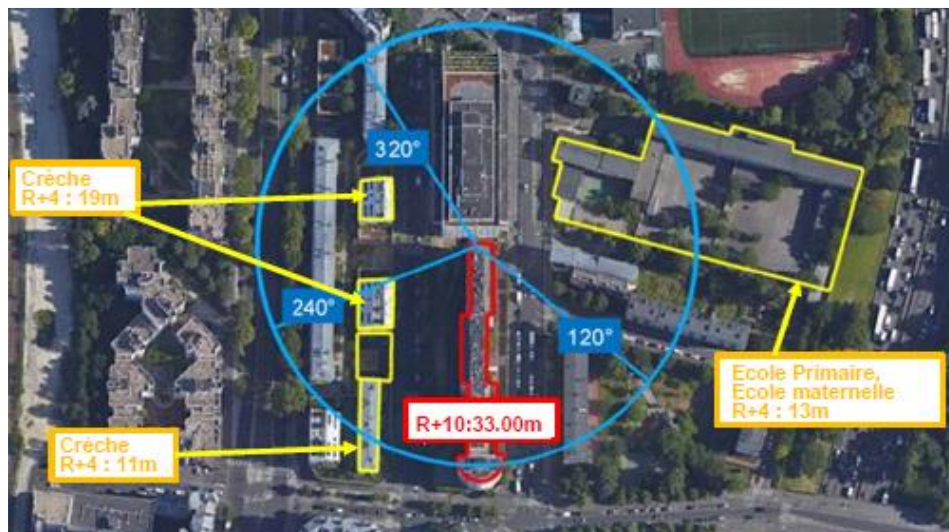 320°
Crèche
R+4 : 19m
240°
120°
Ecole Primaire,
Ecole maternelle
R+4 : 13m
R+10:33.00m
Crèche
R+4 : 11m